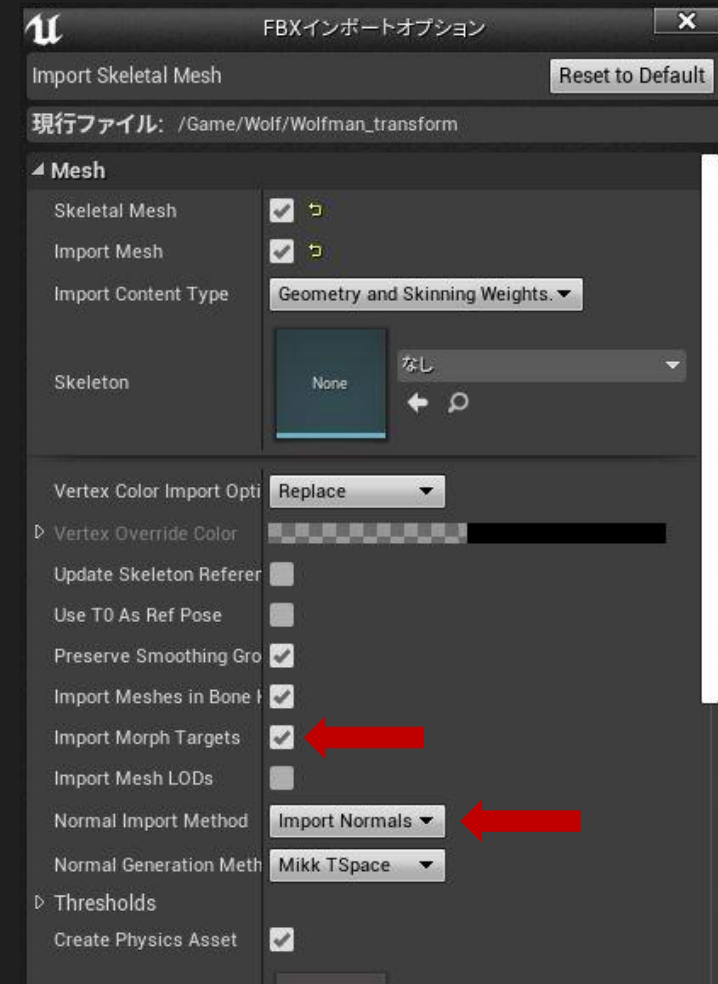 FBXインポートオプション
Import Skeletal Mesh
Reset to Default
現行ファイル: /Game/Wolf/Wolfman_transform
Mesh
Skeletal Mesh
Import Mesh
Import Content Type
Geometry and Skinning Weights.
Skeleton
None
なし
Vertex Color Import Opti
Replace
Vertex Override Color
Update Skeleton Referen
Use T0 As Ref Pose
Preserve Smoothing Gro
Import Meshes in Bone H
Import Morph Targets
Import Mesh LODs
Normal Import Method
Import Normals
Normal Generation Meth
Mikk TSpace
Thresholds
Create Physics Asset